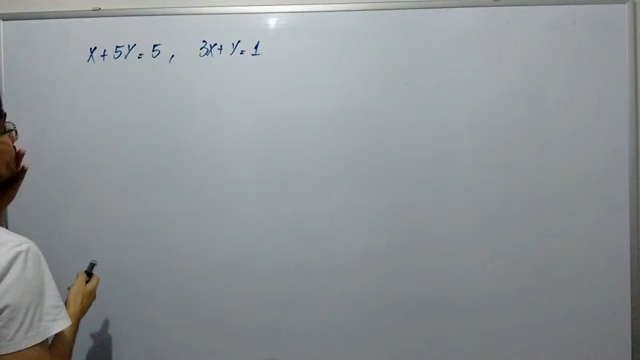 X + 5Y = 5 , 3X + Y = 1